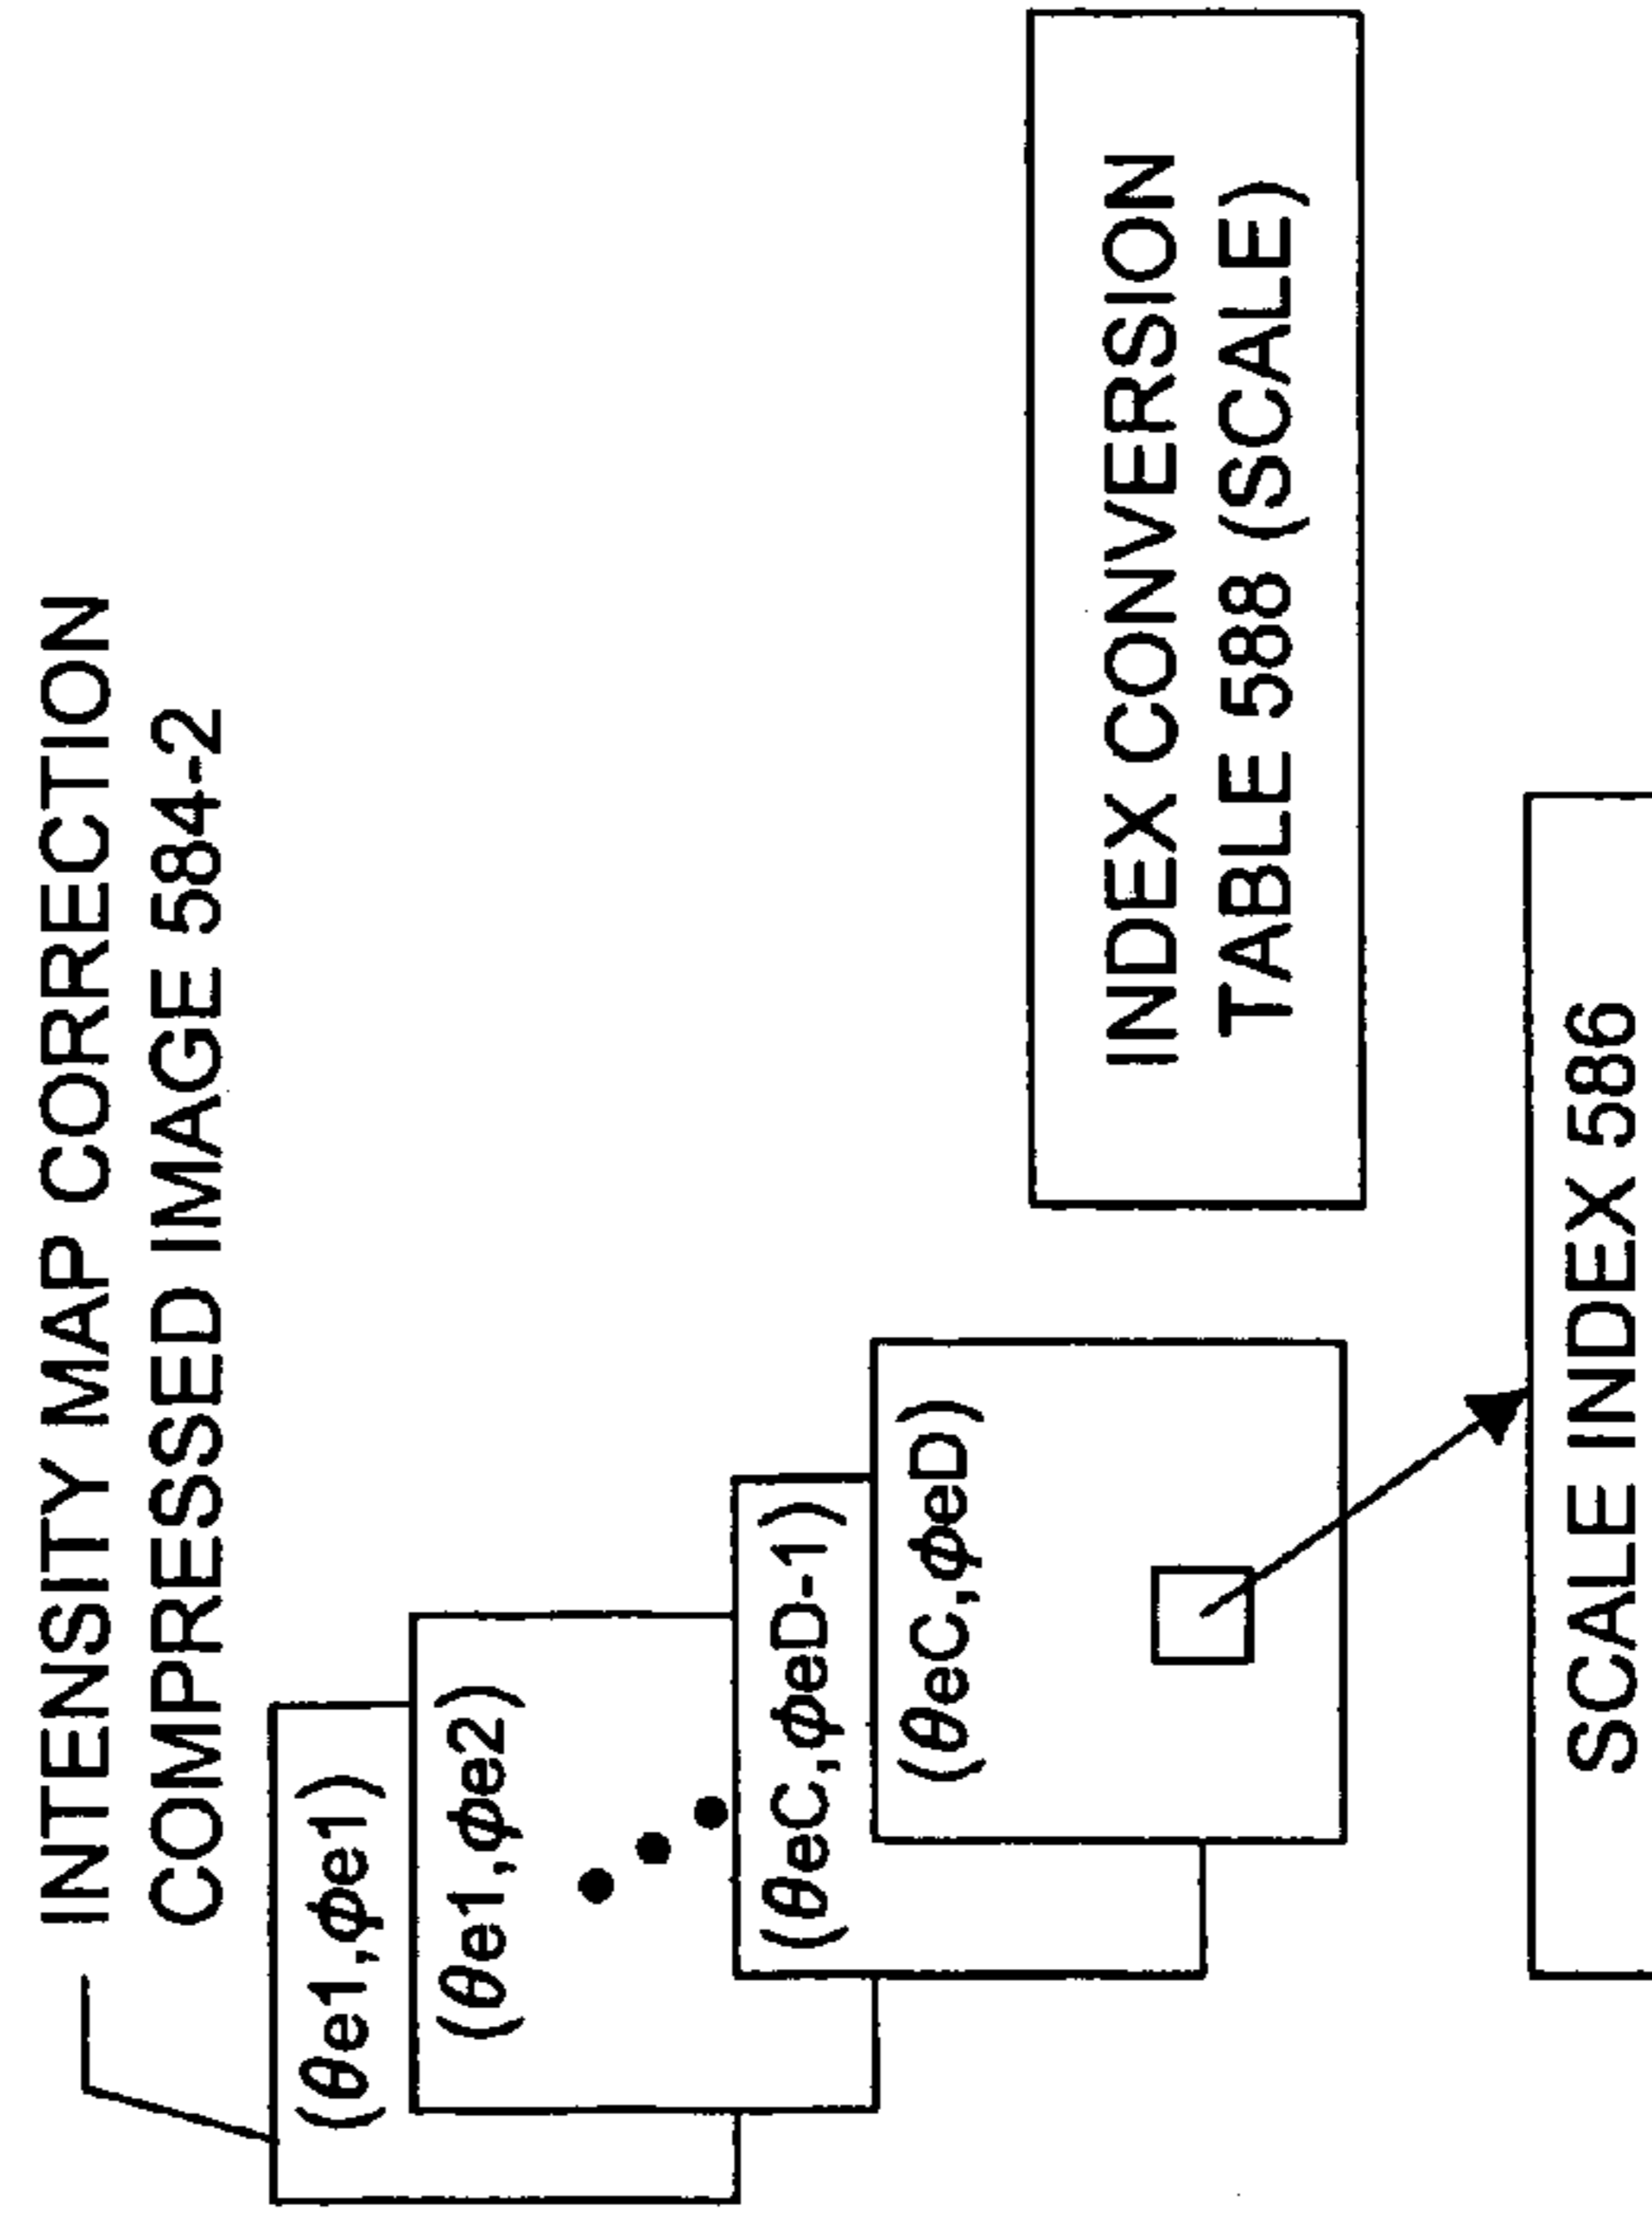 INTENSITY MAP CORRECTION
COMPRESSED IMAGE 584-2
(θe1,φe1)
(θe1,φe2)
(θeC,φeD-1)
(θeC,φeD)
INDEX CONVERSION
TABLE 588 (SCALE)
SCALE INDEX 586